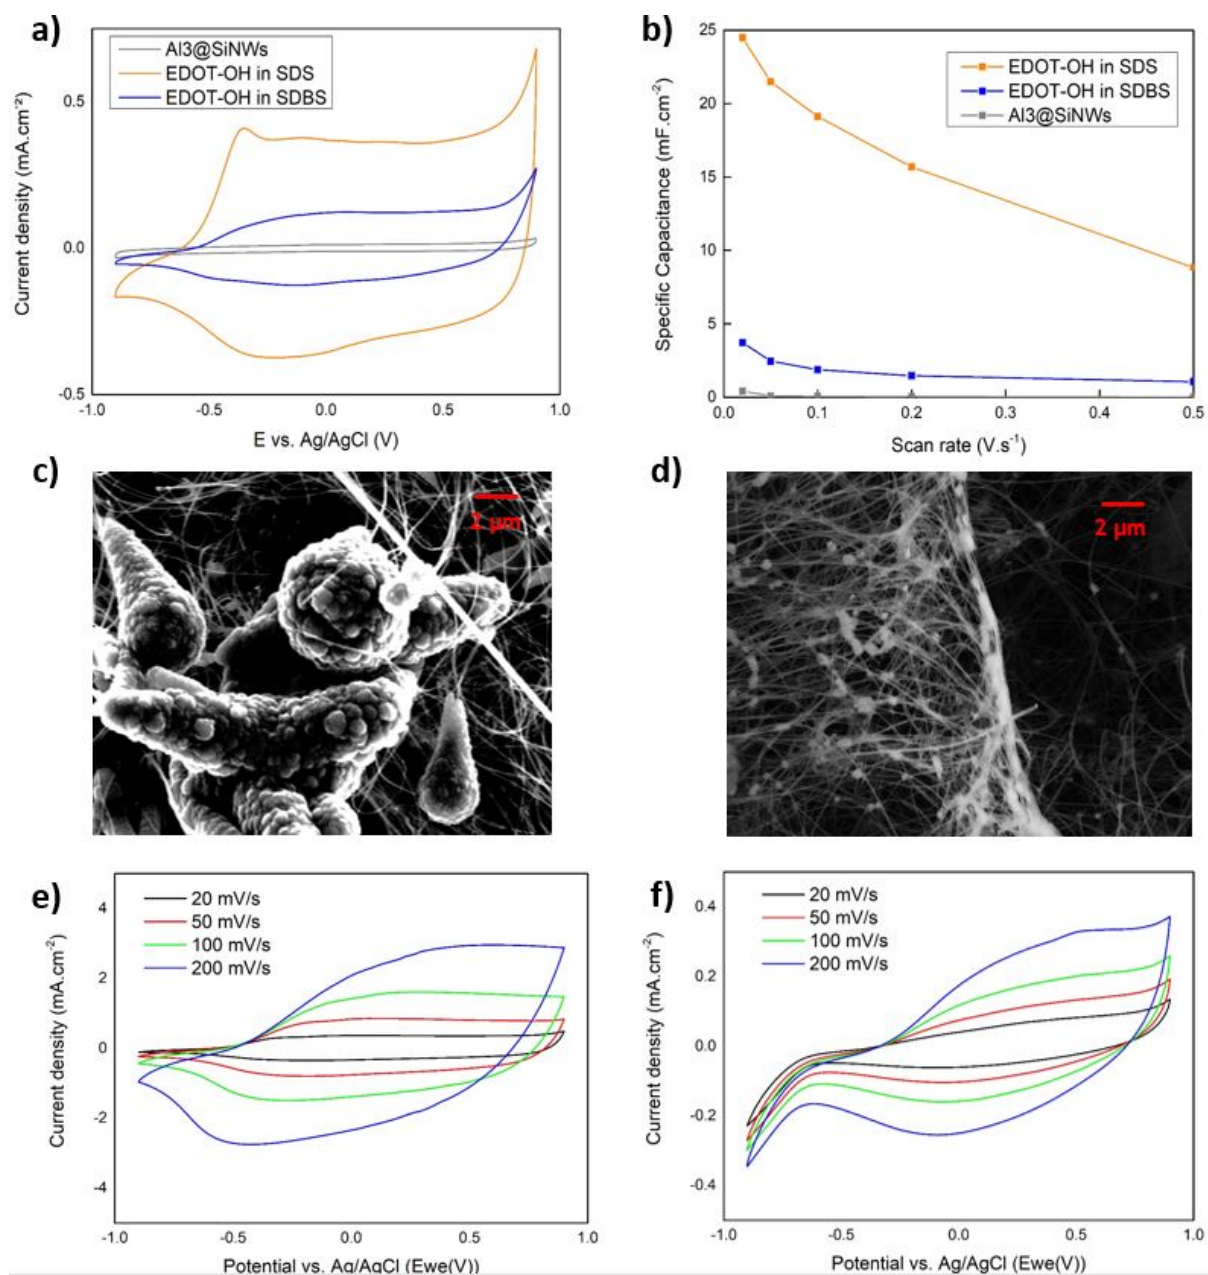 a)
Al3@SiNWs
EDOT-OH in SDS
EDOT-OH in SDBS
Current density (mA.cm⁻²)
0.5
0.0
-0.5
-1.0 -0.5 0.0 0.5 1.0
E vs. Ag/AgCl (V)
b)
EDOT-OH in SDS
EDOT-OH in SDBS
Al3@SiNWs
Specific Capacitance (mF.cm⁻²)
25
20
15
10
5
0
0.0 0.1 0.2 0.3 0.4 0.5
Scan rate (V.s⁻¹)
c)
2 µm
d)
2 µm
e)
20 mV/s
50 mV/s
100 mV/s
200 mV/s
Current density (mA.cm⁻²)
4
2
0
-2
-4
-1.0 -0.5 0.0 0.5 1.0
Potential vs. Ag/AgCl (Ewe(V))
f)
20 mV/s
50 mV/s
100 mV/s
200 mV/s
Current density (mA.cm⁻²)
0.4
0.2
0.0
-0.2
-0.4
-1.0 -0.5 0.0 0.5 1.0
Potential vs. Ag/AgCl (Ewe(V))